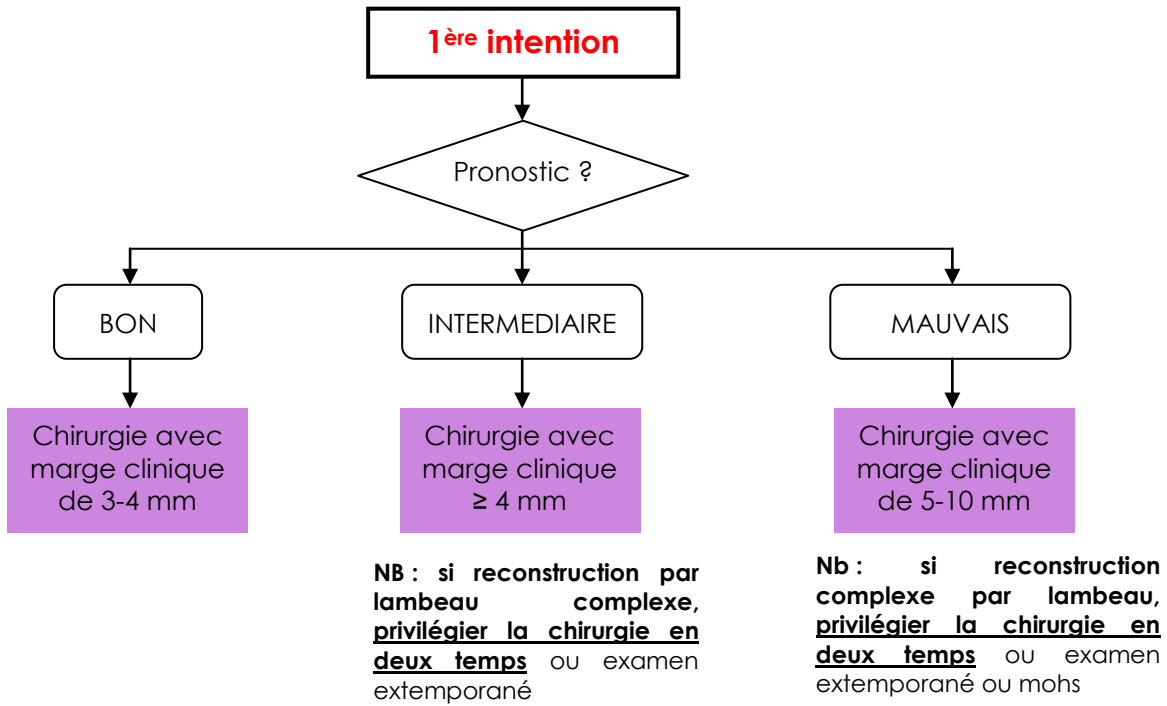 1ère intention
Pronostic ?
BON
INTERMEDIAIRE
MAUVAIS
Chirurgie avec
marge clinique
de 3-4 mm
Chirurgie avec
marge clinique
≥ 4 mm
Chirurgie avec
marge clinique
de 5-10 mm
NB : si reconstruction par
lambeau complexe,
privilégier la chirurgie en
deux temps ou examen
extemporané
Nb : si reconstruction
complexe par lambeau,
privilégier la chirurgie en
deux temps ou examen
extemporané ou mohs